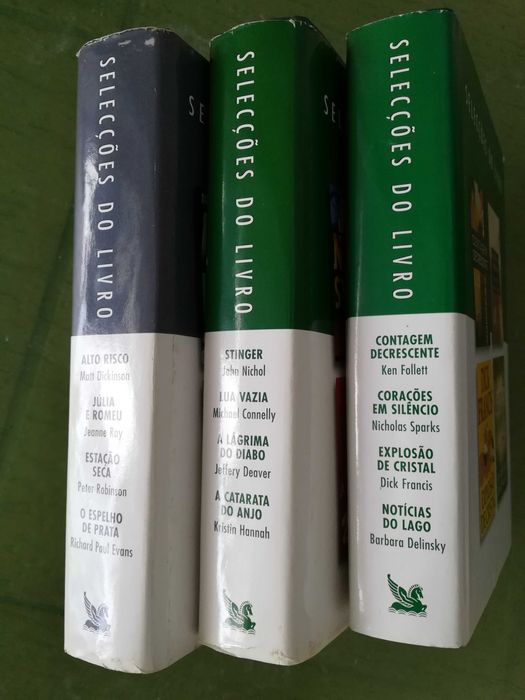 SELECÇÕES DO LIVRO
ALTO RISCO
Matt Dickinson
JÚLIA
E ROMEU
Jeanne Ray
ESTAÇÃO
SECA
Peter Robinson
O ESPELHO
DE PRATA
Richard Paul Evans
SELECÇÕES DO LIVRO
STINGER
John Nichol
LUA VAZIA
Michael Connelly
A LÁGRIMA
DO DIABO
Jeffery Deaver
A CATARATA
DO ANJO
Kristin Hannah
SELECÇÕES DO LIVRO
CONTAGEM
DECRESCENTE
Ken Follett
CORAÇÕES
EM SILÊNCIO
Nicholas Sparks
EXPLOSÃO
DE CRISTAL
Dick Francis
NOTÍCIAS
DO LAGO
Barbara Delinsky